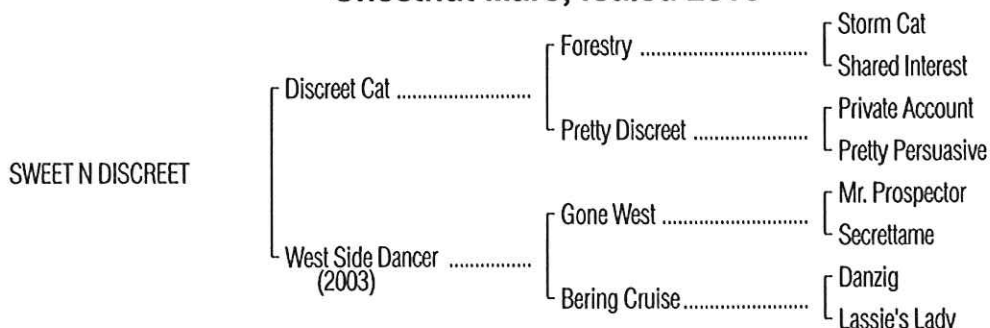 Storm Cat
Forestry ..............................
Shared Interest
Discreet Cat ........................
Private Account
Pretty Discreet ....................
Pretty Persuasive
SWEET N DISCREET
Mr. Prospector
Gone West ..........................
Secrettame
West Side Dancer ...............
(2003)
Danzig
Bering Cruise......................
Lassie's Lady